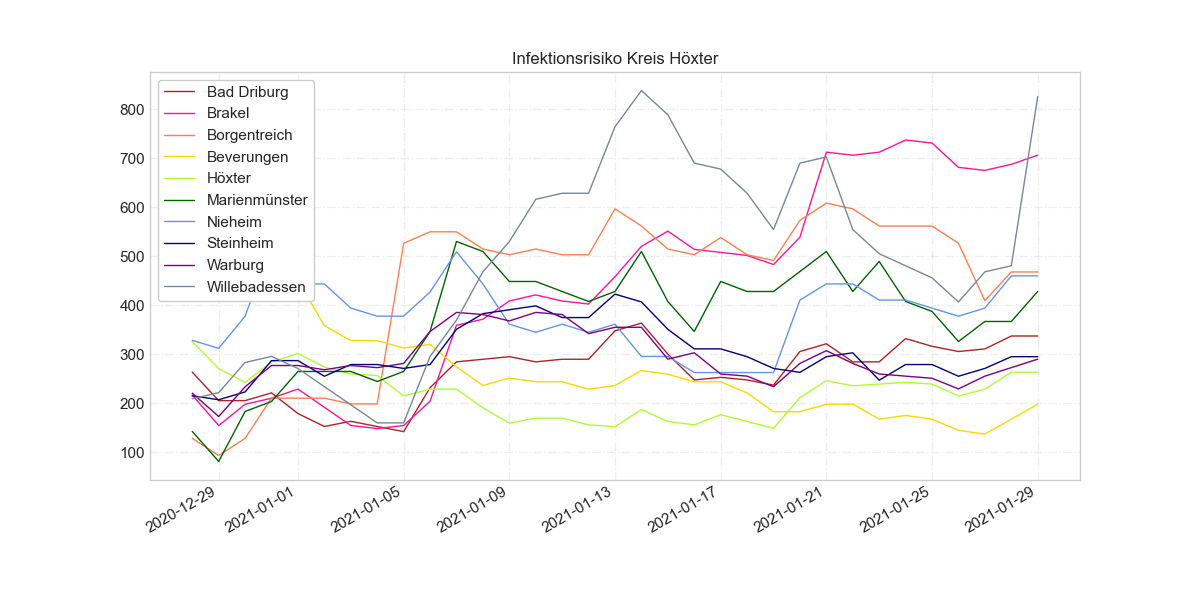 Infektionsrisiko Kreis Höxter
Bad Driburg
Brakel
Borgentreich
Beverungen
Höxter
Marienmünster
Nieheim
Steinheim
Warburg
Willebadessen
800
700
600
500
400
300
200
100
2020-12-29
2021-01-01
2021-01-05
2021-01-09
2021-01-13
2021-01-17
2021-01-21
2021-01-25
2021-01-29